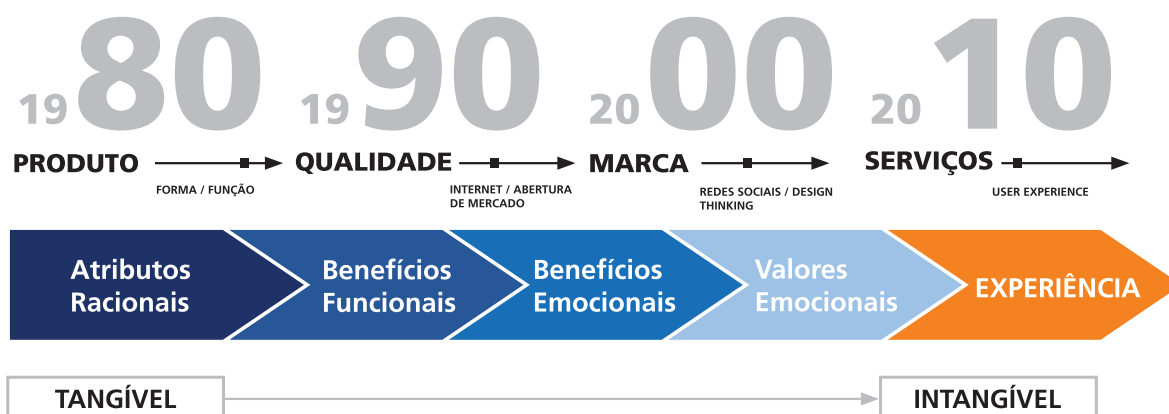 1980
1990
2000
2010
PRODUTO
QUALIDADE
MARCA
SERVIÇOS
FORMA / FUNÇÃO
INTERNET / ABERTURA
DE MERCADO
REDES SOCIAIS / DESIGN
THINKING
USER EXPERIENCE
Atributos
Racionais
Benefícios
Funcionais
Benefícios
Emocionais
Valores
Emocionais
EXPERIÊNCIA
TANGÍVEL
INTANGÍVEL